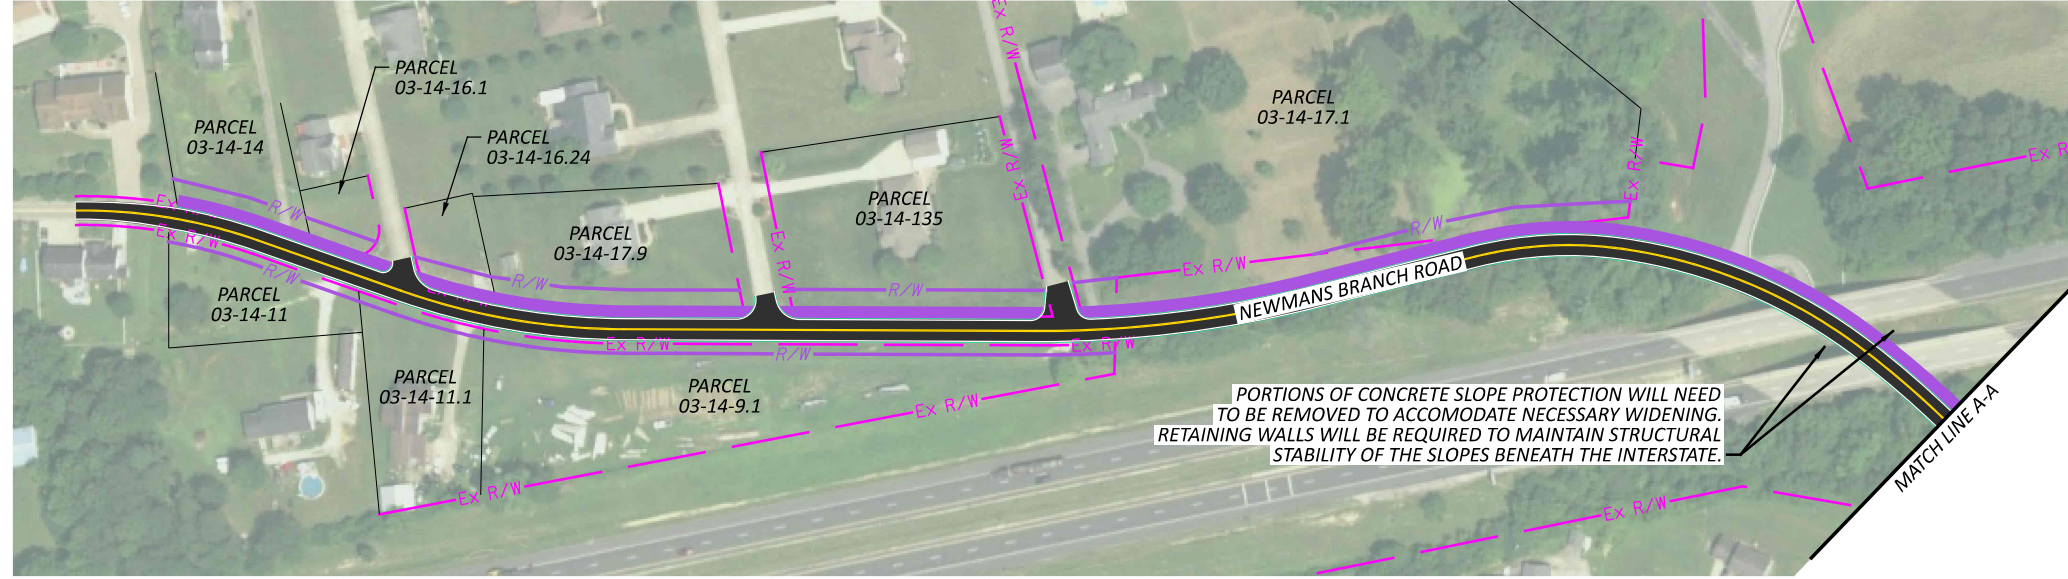 Ex R/W
PARCEL
03-14-16.1
PARCEL
03-14-17.1
PARCEL
03-14-14
PARCEL
03-14-16.24
Ex R/W
Ex R/W
Ex R
PARCEL
03-14-135
R/W
R/W
PARCEL
03-14-17.9
Ex R/W
Ex R/W
Ex R/W
R/W
R/W
R/W
NEWMANS BRANCH ROAD
PARCEL
03-14-11
Ex R/W
Ex R/W
R/W
PARCEL
03-14-11.1
PARCEL
03-14-9.1
Ex R/W
PORTIONS OF CONCRETE SLOPE PROTECTION WILL NEED
TO BE REMOVED TO ACCOMODATE NECESSARY WIDENING.
RETAINING WALLS WILL BE REQUIRED TO MAINTAIN STRUCTURAL
STABILITY OF THE SLOPES BENEATH THE INTERSTATE.
MATCH LINE A-A
Ex R/W
Ex R/W